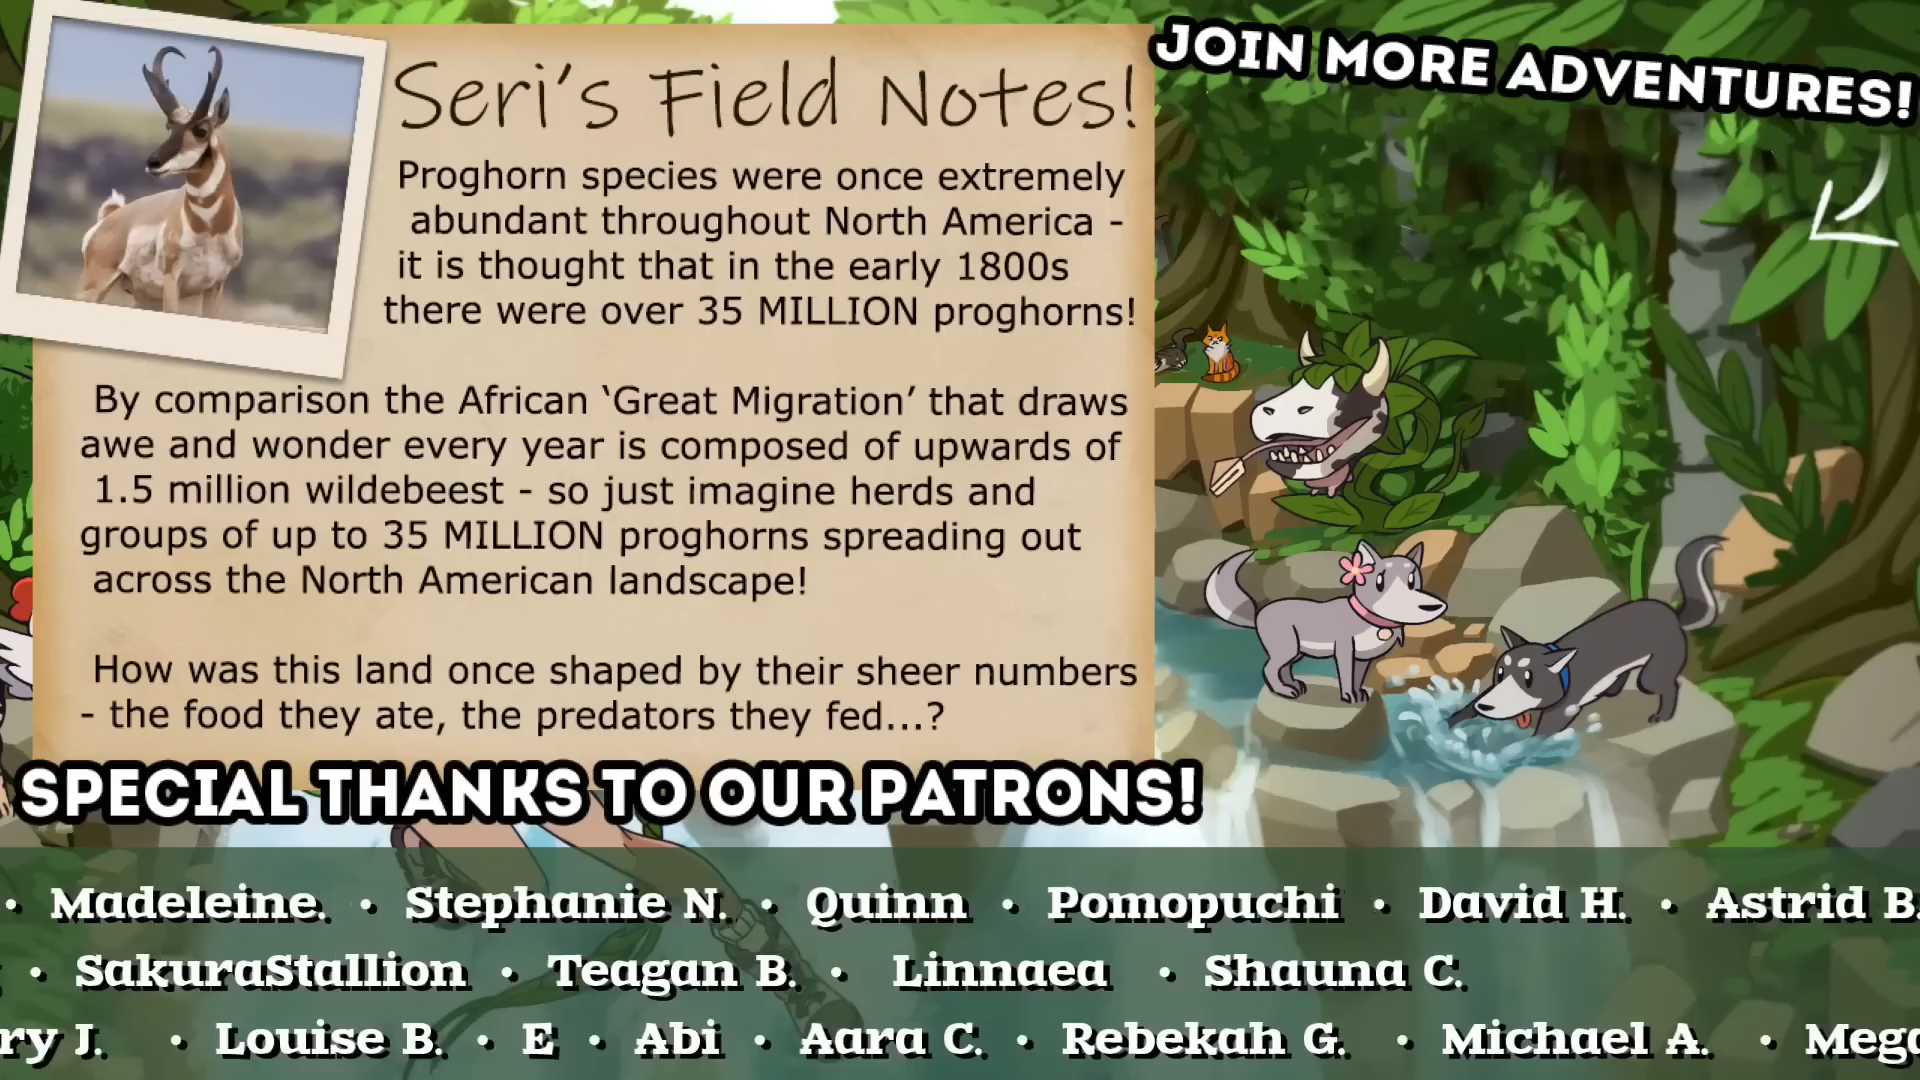 Seri's Field Notes!
JOIN MORE ADVENTURES!
Proghorn species were once extremely
abundant throughout North America -
it is thought that in the early 1800s
there were over 35 MILLION proghorns!
By comparison the African ‘Great Migration’ that draws
awe and wonder every year is composed of upwards of
1.5 million wildebeest - so just imagine herds and
groups of up to 35 MILLION proghorns spreading out
across the North American landscape!
How was this land once shaped by their sheer numbers
- the food they ate, the predators they fed...?
SPECIAL THANKS TO OUR PATRONS!
• Madeleine. • Stephanie N. • Quinn • Pomopuchi • David H. • Astrid B.
• SakuraStallion • Teagan B. • Linnaea • Shauna C.
ry J. • Louise B. • E • Abi • Aara C. • Rebekah G. • Michael A. • Mega